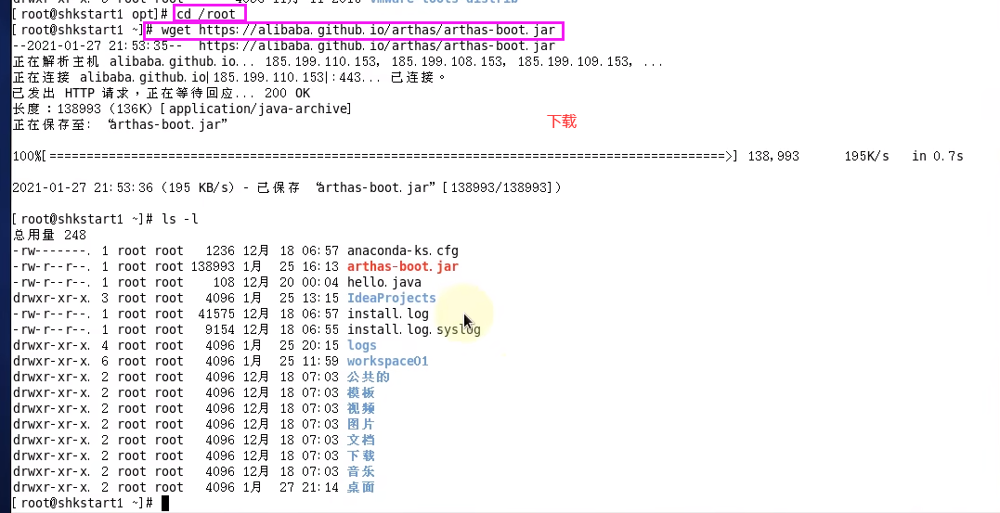 [root@shkstart1 opt]# cd /root
[root@shkstart1 ~]# wget https://alibaba.github.io/arthas/arthas-boot.jar
--2021-01-27 21:53:35--  https://alibaba.github.io/arthas/arthas-boot.jar
正在解析主机 alibaba.github.io... 185.199.110.153, 185.199.108.153, 185.199.109.153, ...
正在连接 alibaba.github.io|185.199.110.153|:443... 已连接。
已发出 HTTP 请求，正在等待回应... 200 OK
长度：138993 (136K) [application/java-archive]
正在保存至: “arthas-boot.jar”
下载
100%[===========================================================================================>] 138,993      195K/s   in 0.7s
2021-01-27 21:53:36 (195 KB/s) - 已保存 “arthas-boot.jar” [138993/138993])
[root@shkstart1 ~]# ls -l
总用量 248
-rw-------. 1 root root   1236 12月 18 06:57 anaconda-ks.cfg
-rw-r--r--. 1 root root 138993 1月  25 16:13 arthas-boot.jar
-rw-r--r--. 1 root root    108 12月 20 00:04 hello.java
drwxr-xr-x. 3 root root   4096 1月  25 13:15 IdeaProjects
-rw-r--r--. 1 root root  41575 12月 18 06:57 install.log
-rw-r--r--. 1 root root   9154 12月 18 06:55 install.log.syslog
drwxr-xr-x. 4 root root   4096 1月  25 20:15 logs
drwxr-xr-x. 6 root root   4096 1月  25 11:59 workspace01
drwxr-xr-x. 2 root root   4096 12月 18 07:03 公共的
drwxr-xr-x. 2 root root   4096 12月 18 07:03 模板
drwxr-xr-x. 2 root root   4096 12月 18 07:03 视频
drwxr-xr-x. 2 root root   4096 12月 18 07:03 图片
drwxr-xr-x. 2 root root   4096 12月 18 07:03 文档
drwxr-xr-x. 2 root root   4096 12月 18 07:03 下载
drwxr-xr-x. 2 root root   4096 12月 18 07:03 音乐
drwxr-xr-x. 2 root root   4096 1月  27 21:14 桌面
[root@shkstart1 ~]#